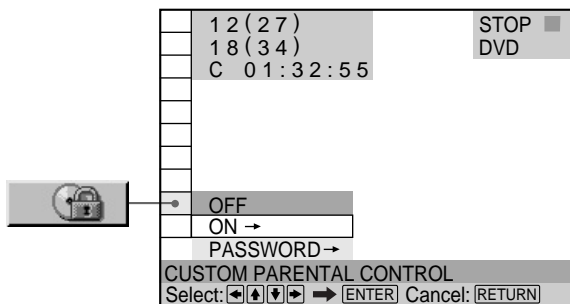 12(27)
18(34)
C 01:32:55
STOP
DVD
OFF
ON →
PASSWORD→
CUSTOM PARENTAL CONTROL
Select: ←↑↓→ → ENTER Cancel: RETURN